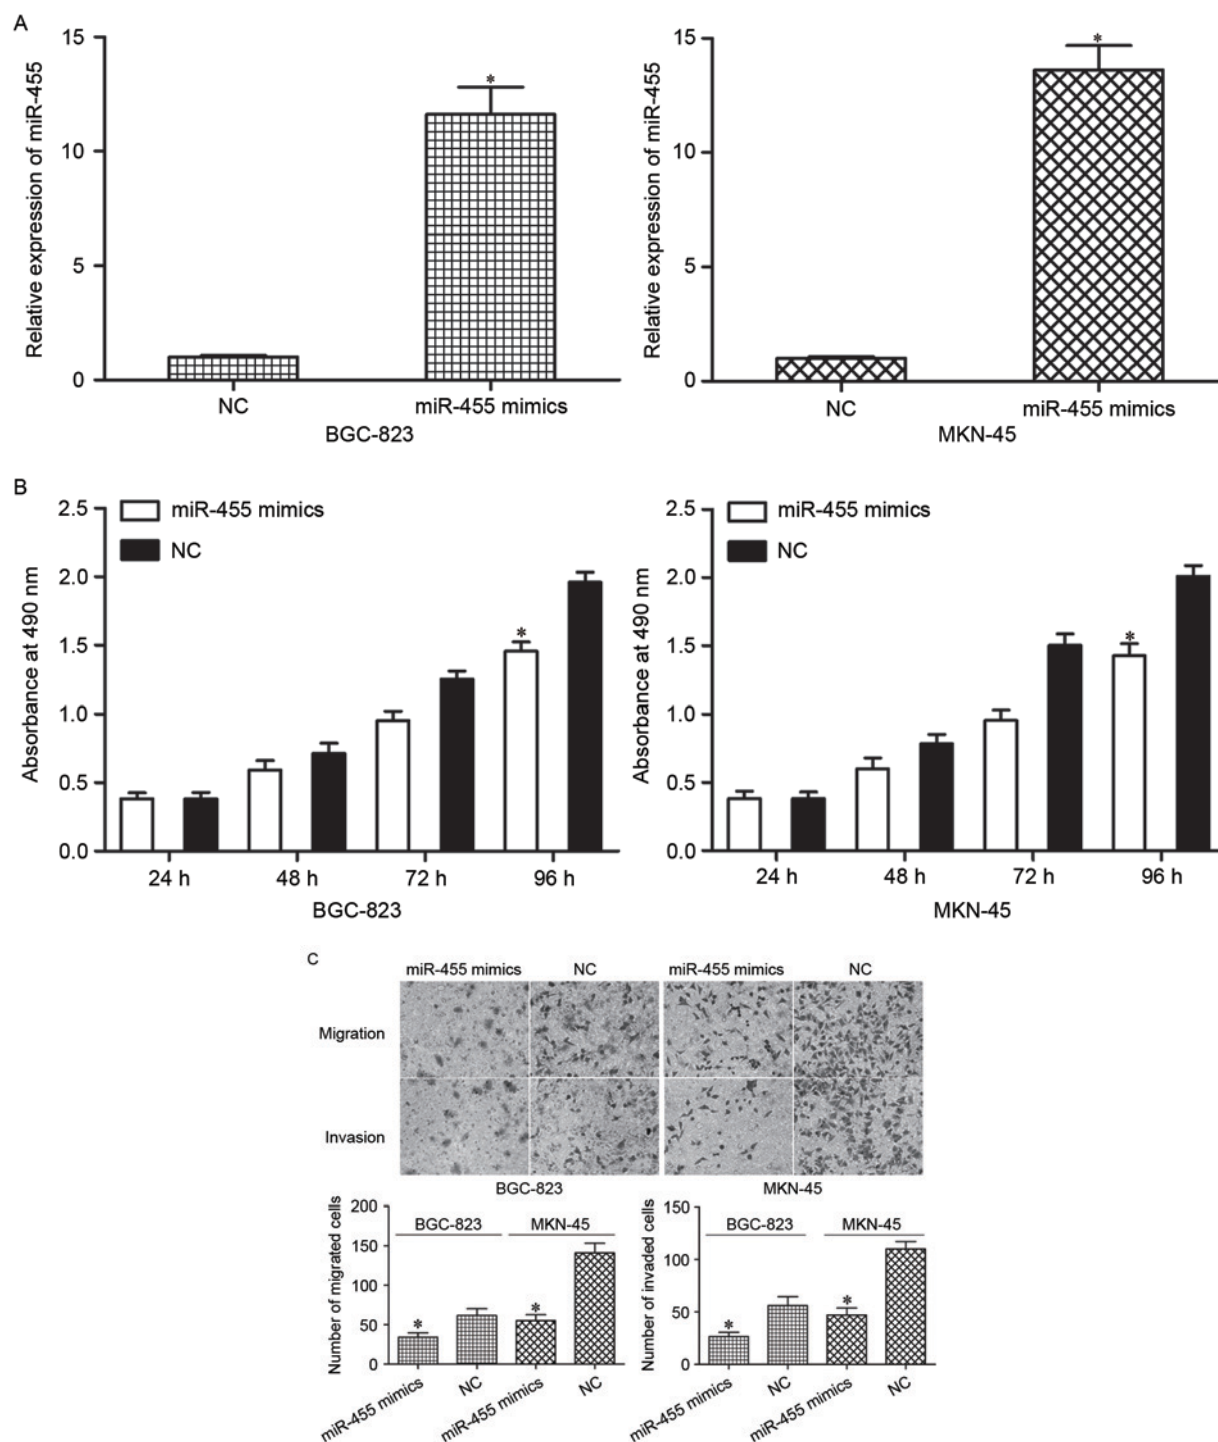 A
Relative expression of miR-455
15
10
5
0
*
NC
miR-455 mimics
BGC-823
Relative expression of miR-455
15
10
5
0
*
NC
miR-455 mimics
MKN-45
B
Absorbance at 490 nm
2.5
2.0
1.5
1.0
0.5
0.0
miR-455 mimics
NC
*
24 h
48 h
72 h
96 h
BGC-823
Absorbance at 490 nm
2.5
2.0
1.5
1.0
0.5
0.0
miR-455 mimics
NC
*
24 h
48 h
72 h
96 h
MKN-45
C
miR-455 mimics
NC
miR-455 mimics
NC
Migration
Invasion
BGC-823
MKN-45
Number of migrated cells
200
150
100
50
0
BGC-823
MKN-45
*
*
miR-455 mimics
NC
miR-455 mimics
NC
Number of invaded cells
150
100
50
0
BGC-823
MKN-45
*
*
miR-455 mimics
NC
miR-455 mimics
NC